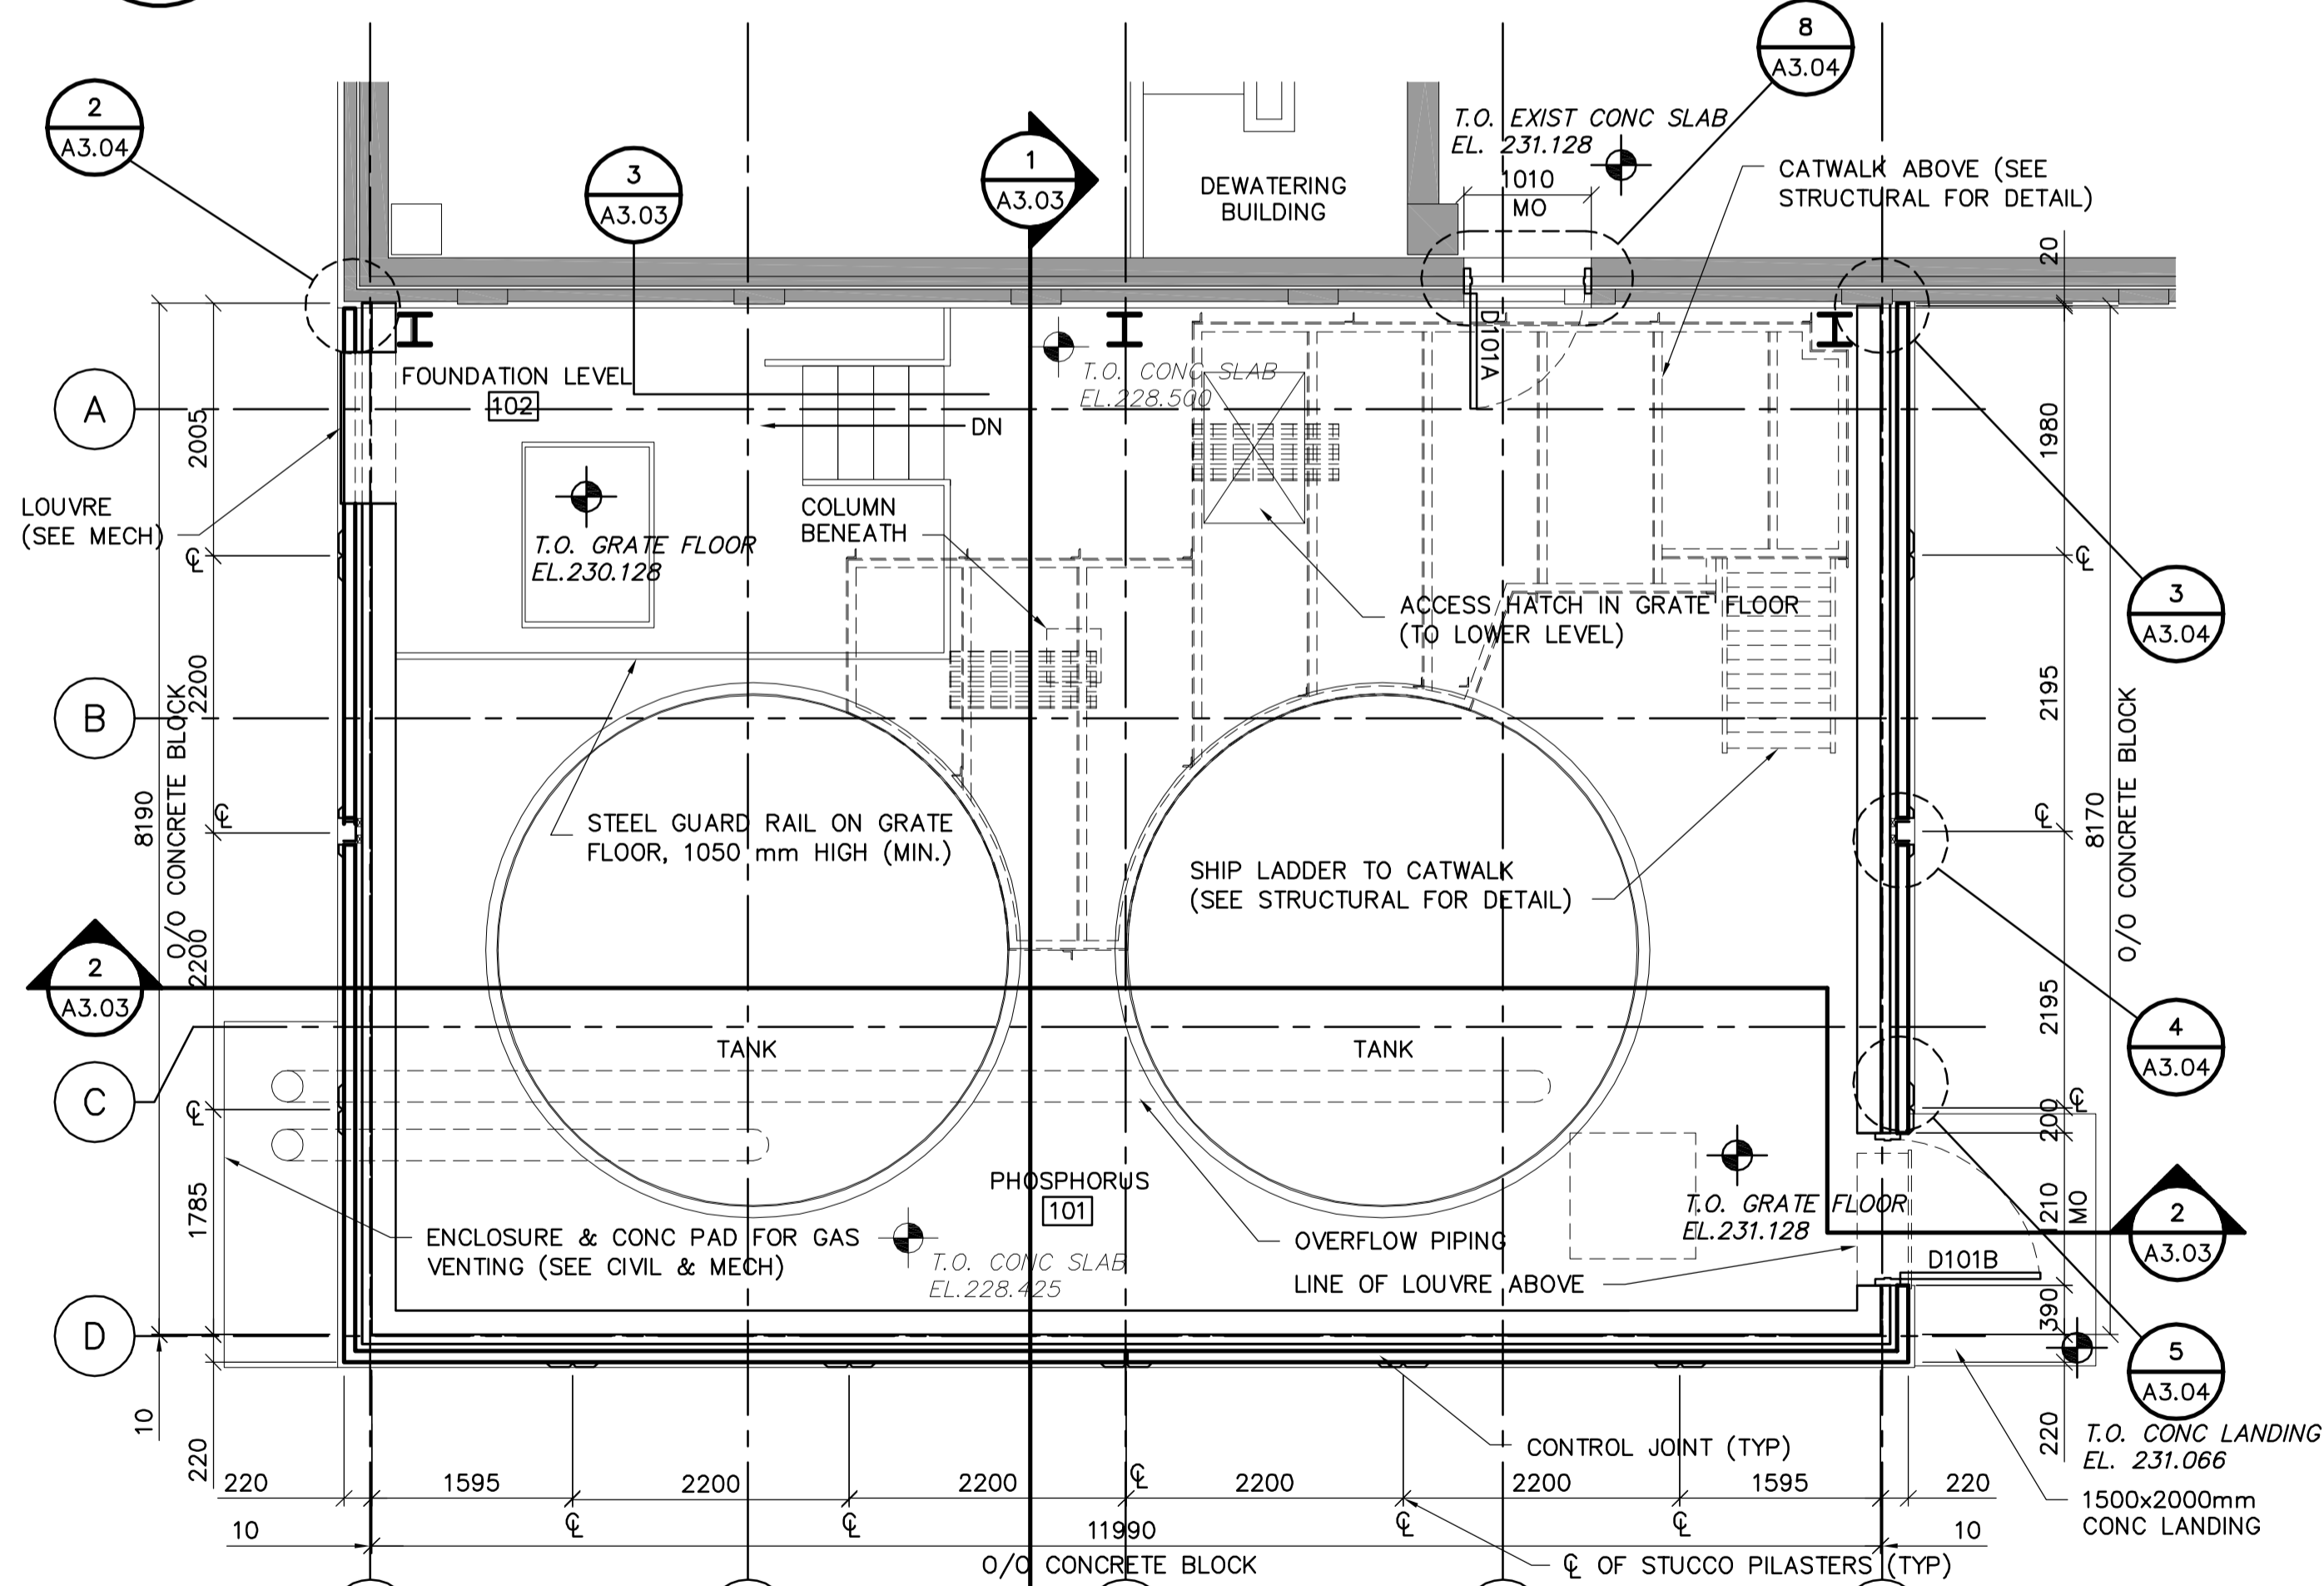 8
A3.04
2
A3.04
3
A3.03
1
A3.03
DEWATERING
BUILDING
T.O. EXIST CONC SLAB
EL. 231.128
1010
MO
CATWALK ABOVE (SEE
STRUCTURAL FOR DETAIL)
20
D101A
FOUNDATION LEVEL
102
T.O. CONC SLAB
EL.228.500
DN
A
2005
1980
LOUVRE
(SEE MECH)
COLUMN
BENEATH
T.O. GRATE FLOOR
EL.230.128
℄
℄
ACCESS HATCH IN GRATE FLOOR
(TO LOWER LEVEL)
3
A3.04
B
2200
2195
8190
O/O CONCRETE BLOCK
℄
℄
8170
O/O CONCRETE BLOCK
STEEL GUARD RAIL ON GRATE
FLOOR, 1050 mm HIGH (MIN.)
SHIP LADDER TO CATWALK
(SEE STRUCTURAL FOR DETAIL)
2
A3.03
2200
2195
4
A3.04
TANK
TANK
C
℄
℄
200
1785
PHOSPHORUS
101
1210
MO
2
A3.03
ENCLOSURE & CONC PAD FOR GAS
VENTING (SEE CIVIL & MECH)
T.O. CONC SLAB
EL.228.425
OVERFLOW PIPING
LINE OF LOUVRE ABOVE
T.O. GRATE FLOOR
EL.231.128
D101B
D
390
5
A3.04
10
220
220
T.O. CONC LANDING
EL. 231.066
CONTROL JOINT (TYP)
220
1595
2200
2200
℄
2200
2200
1595
220
1500x2000mm
CONC LANDING
10
℄
℄
11990
℄
℄
10
O/O CONCRETE BLOCK
℄ OF STUCCO PILASTERS (TYP)